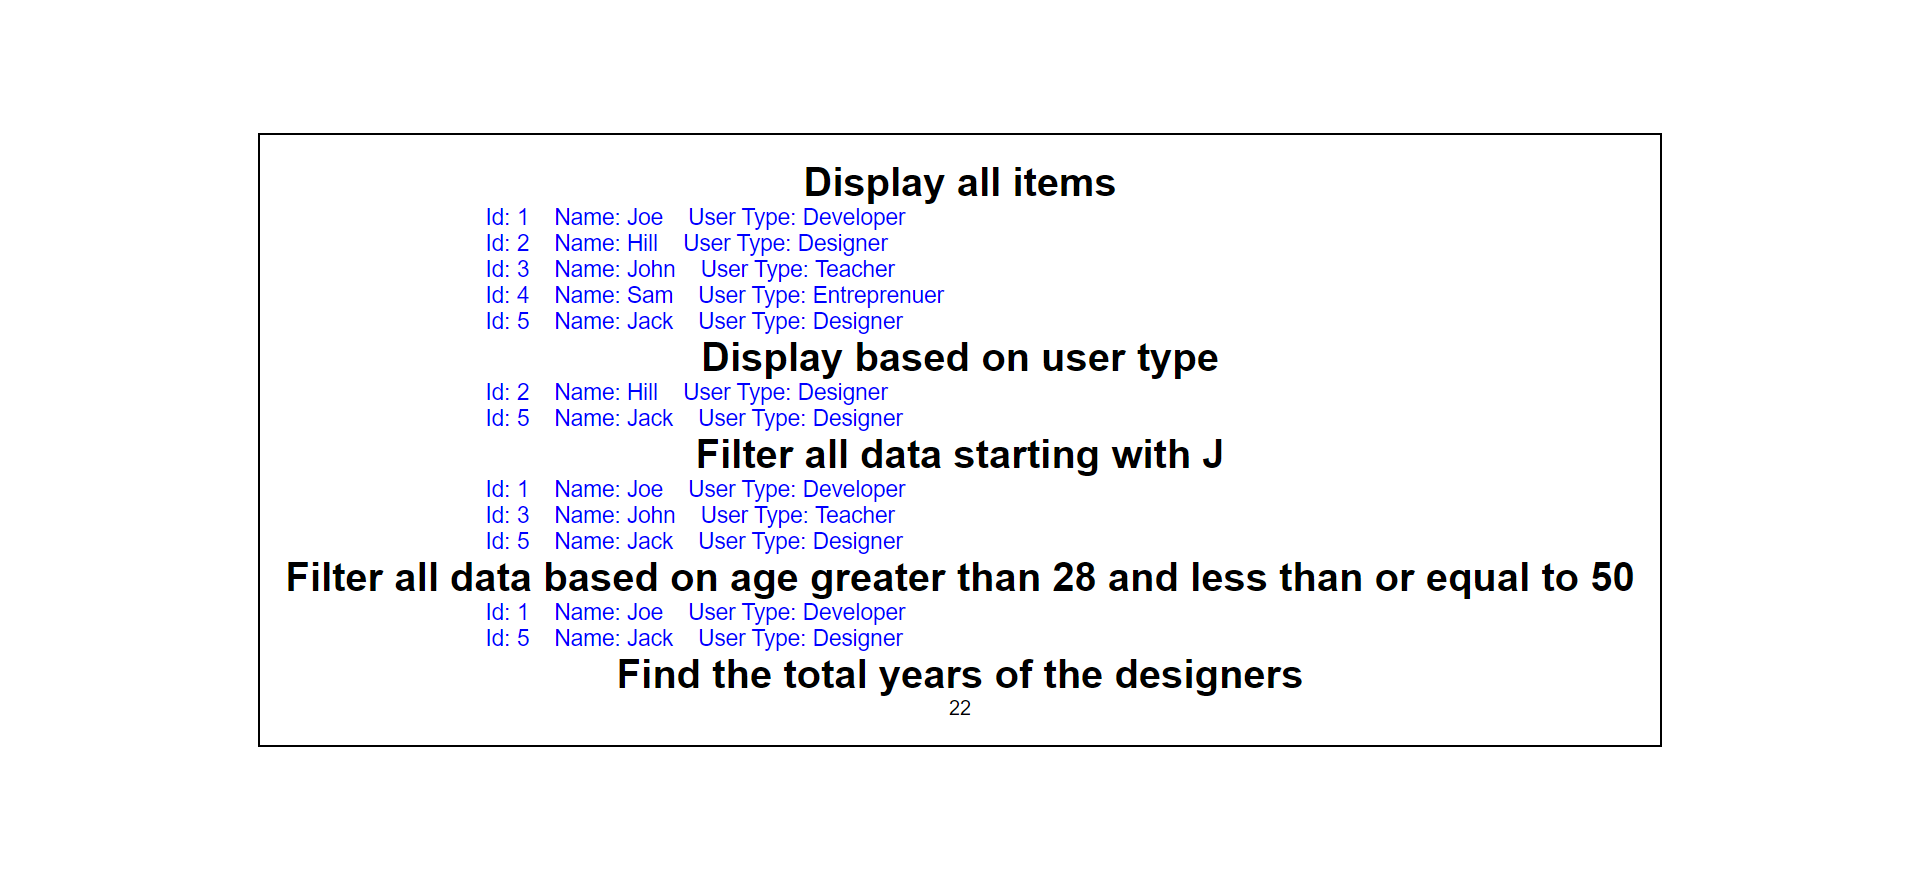 Display all items
Id: 1 Name: Joe User Type: Developer
Id: 2 Name: Hill User Type: Designer
Id: 3 Name: John User Type: Teacher
Id: 4 Name: Sam User Type: Entreprenuer
Id: 5 Name: Jack User Type: Designer
Display based on user type
Id: 2 Name: Hill User Type: Designer
Id: 5 Name: Jack User Type: Designer
Filter all data starting with J
Id: 1 Name: Joe User Type: Developer
Id: 3 Name: John User Type: Teacher
Id: 5 Name: Jack User Type: Designer
Filter all data based on age greater than 28 and less than or equal to 50
Id: 1 Name: Joe User Type: Developer
Id: 5 Name: Jack User Type: Designer
Find the total years of the designers
22